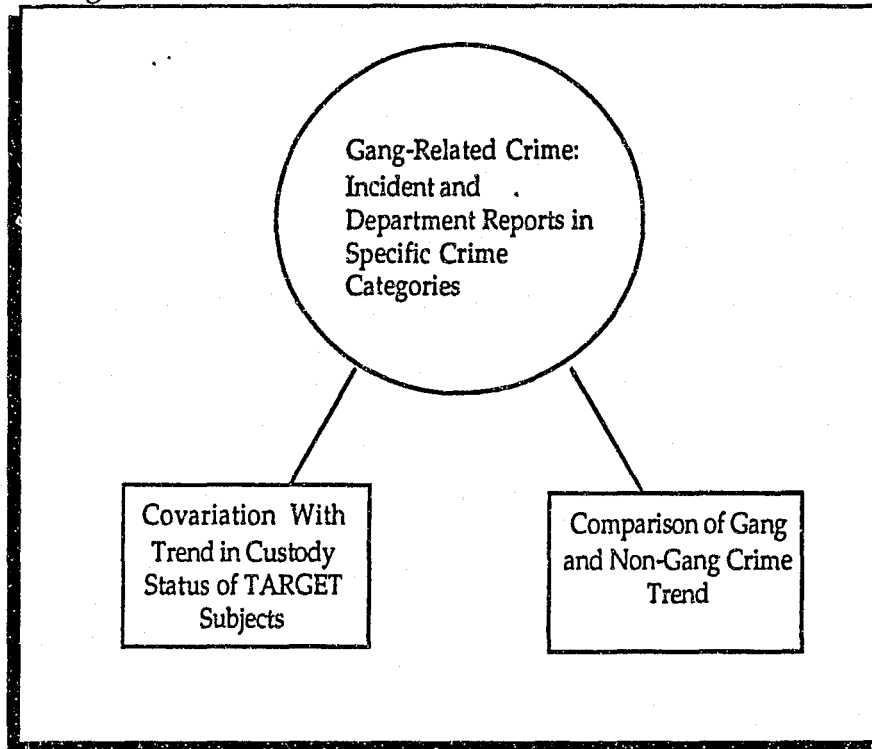 Gang-Related Crime:
Incident and
Department Reports in
Specific Crime
Categories
Covariation With
Trend in Custody
Status of TARGET
Subjects
Comparison of Gang
and Non-Gang Crime
Trend